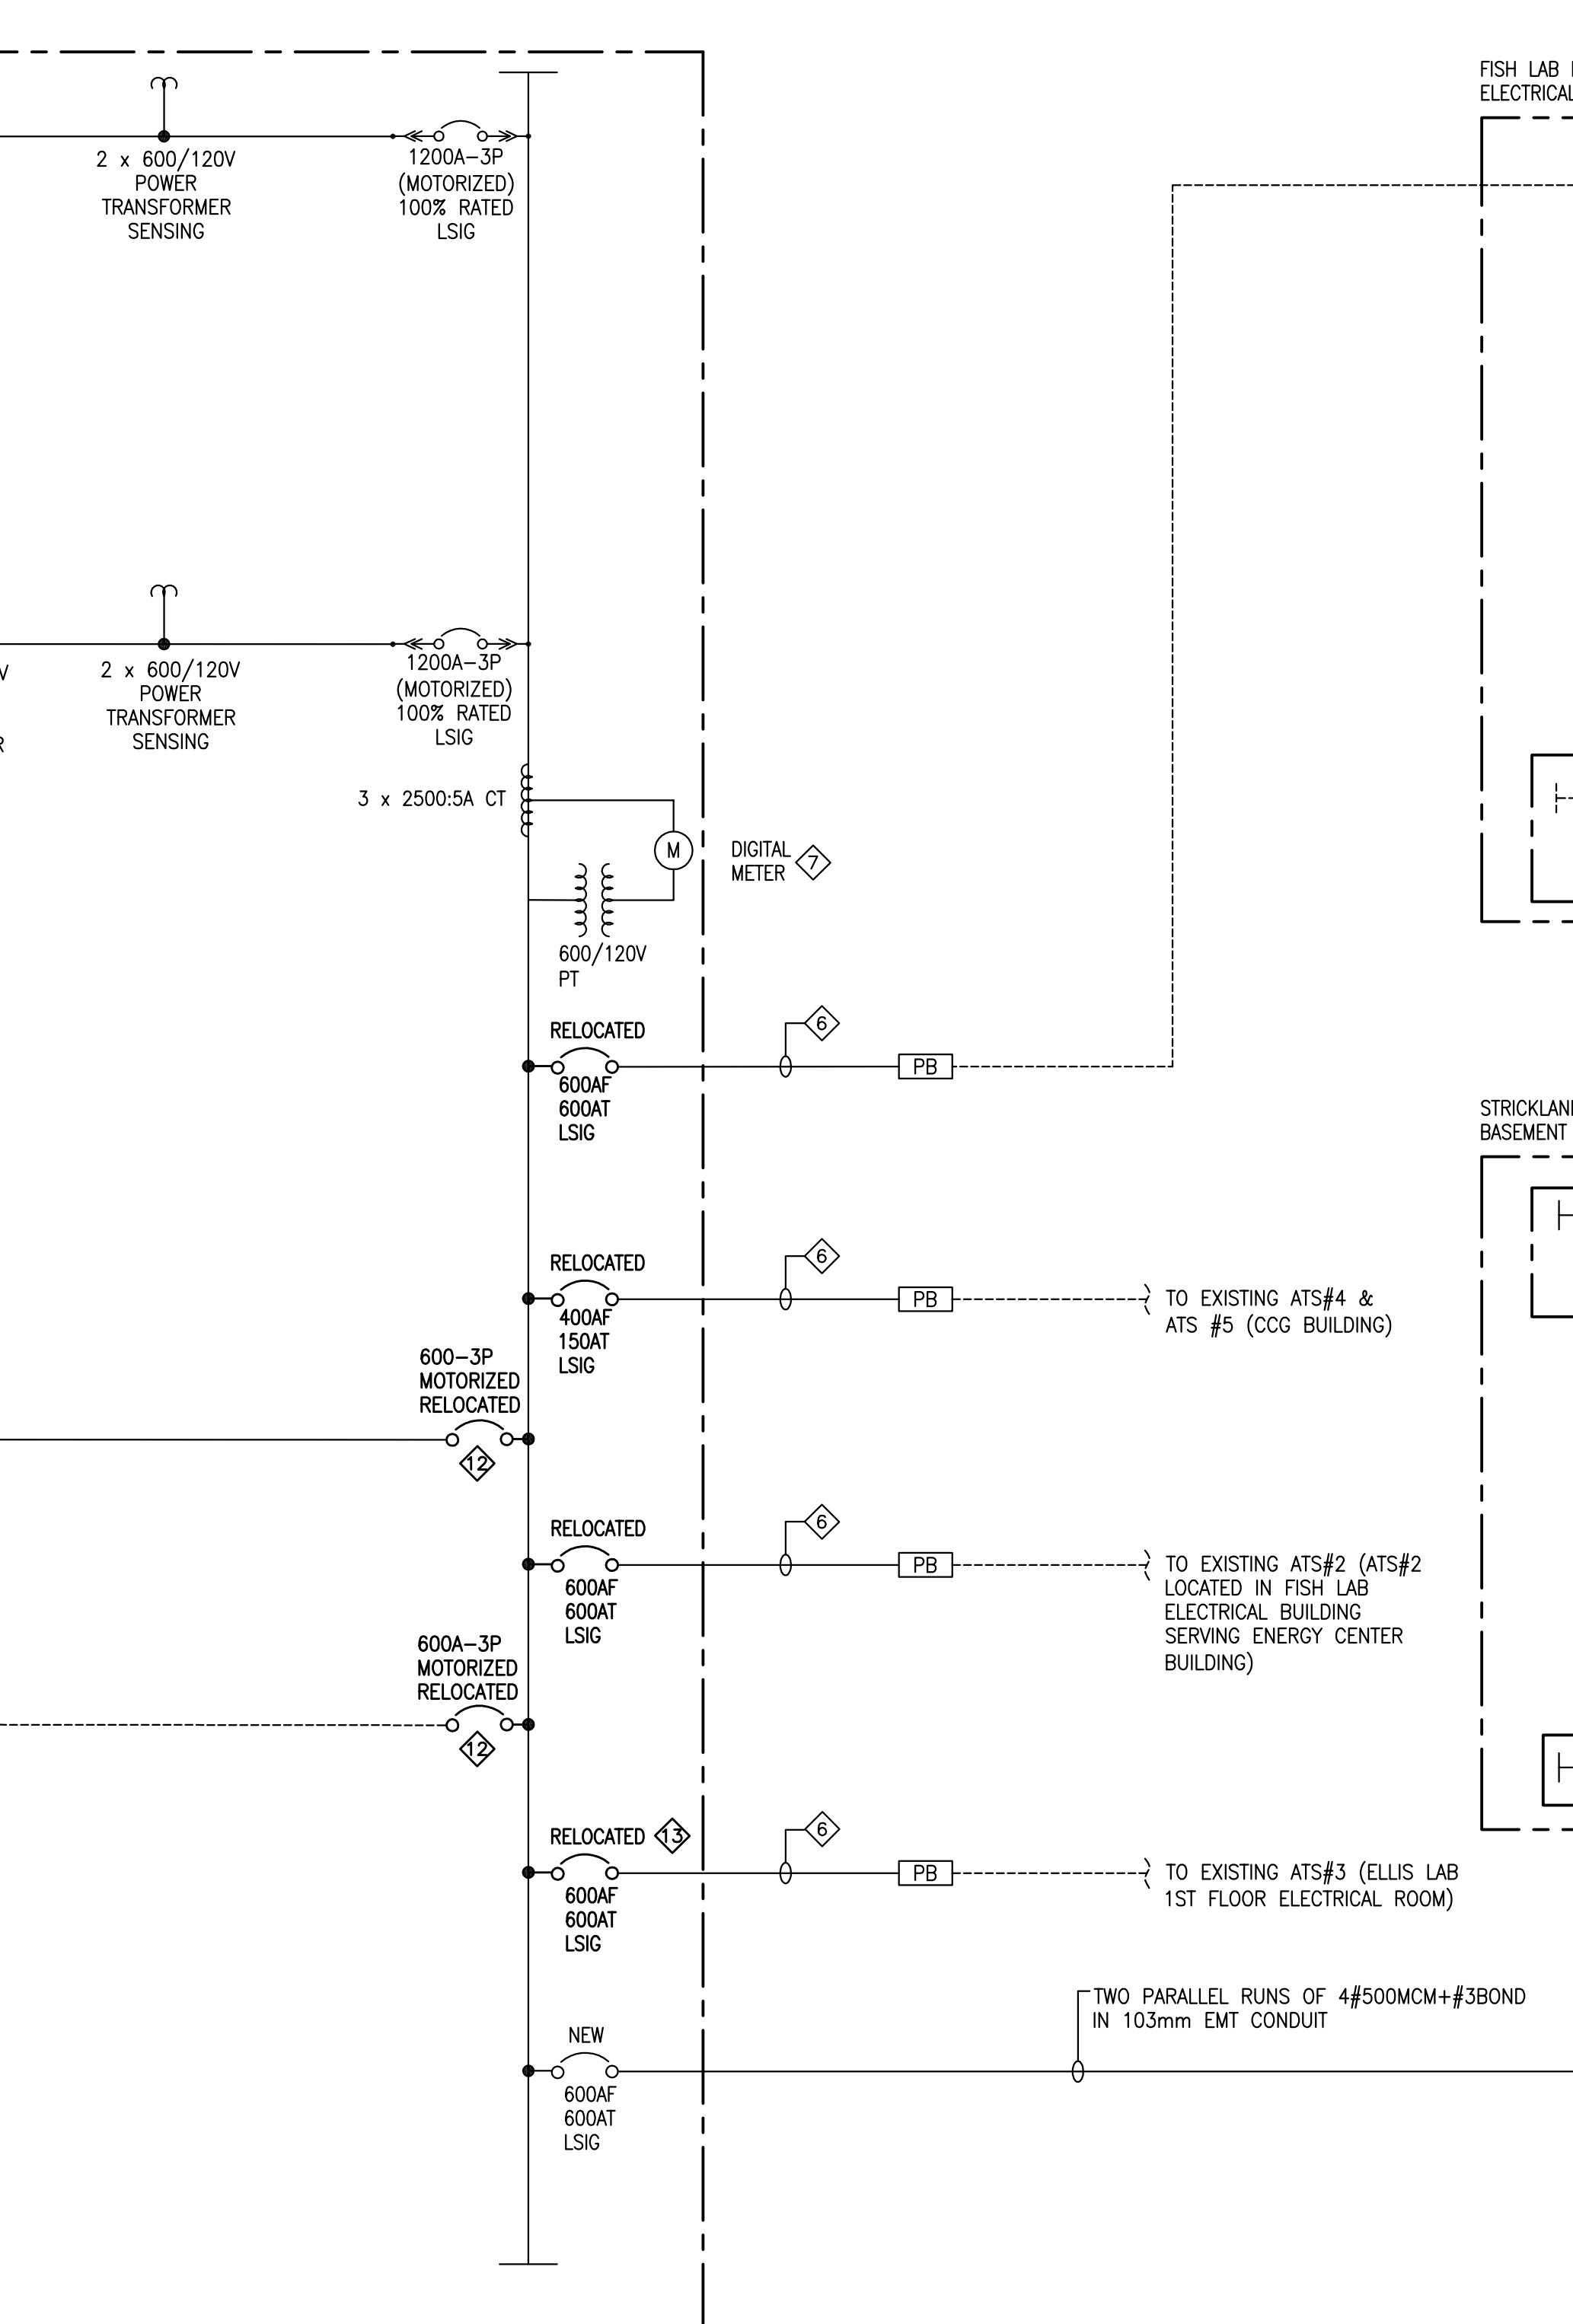 FISH LAB
ELECTRICAL
2 x 600/120V
POWER
TRANSFORMER
SENSING
1200A-3P
(MOTORIZED)
100% RATED
LSIG
2 x 600/120V
POWER
TRANSFORMER
SENSING
1200A-3P
(MOTORIZED)
100% RATED
LSIG
3 x 2500:5A CT
M
DIGITAL
METER
7
600/120V
PT
RELOCATED
6
PB
600AF
600AT
LSIG
STRICKLAN
BASEMENT
RELOCATED
6
PB
400AF
150AT
LSIG
TO EXISTING ATS#4 &
ATS #5 (CCG BUILDING)
600-3P
MOTORIZED
RELOCATED
12
RELOCATED
6
PB
600AF
600AT
LSIG
TO EXISTING ATS#2 (ATS#2
LOCATED IN FISH LAB
ELECTRICAL BUILDING
SERVING ENERGY CENTER
BUILDING)
600A-3P
MOTORIZED
RELOCATED
12
RELOCATED
13
6
PB
600AF
600AT
LSIG
TO EXISTING ATS#3 (ELLIS LAB
1ST FLOOR ELECTRICAL ROOM)
TWO PARALLEL RUNS OF 4#500MCM+#3BOND
IN 103mm EMT CONDUIT
NEW
600AF
600AT
LSIG